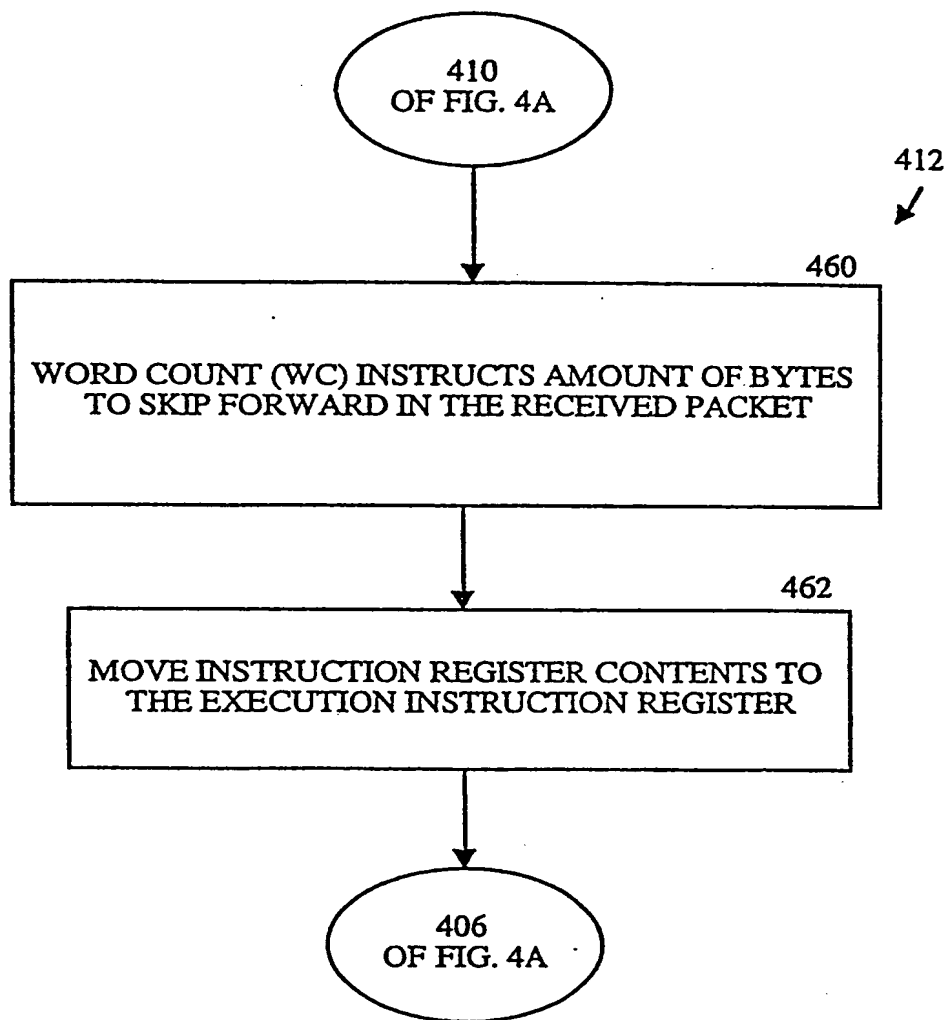 410
OF FIG. 4A
412
460
WORD COUNT (WC) INSTRUCTS AMOUNT OF BYTES
TO SKIP FORWARD IN THE RECEIVED PACKET
462
MOVE INSTRUCTION REGISTER CONTENTS TO
THE EXECUTION INSTRUCTION REGISTER
406
OF FIG. 4A